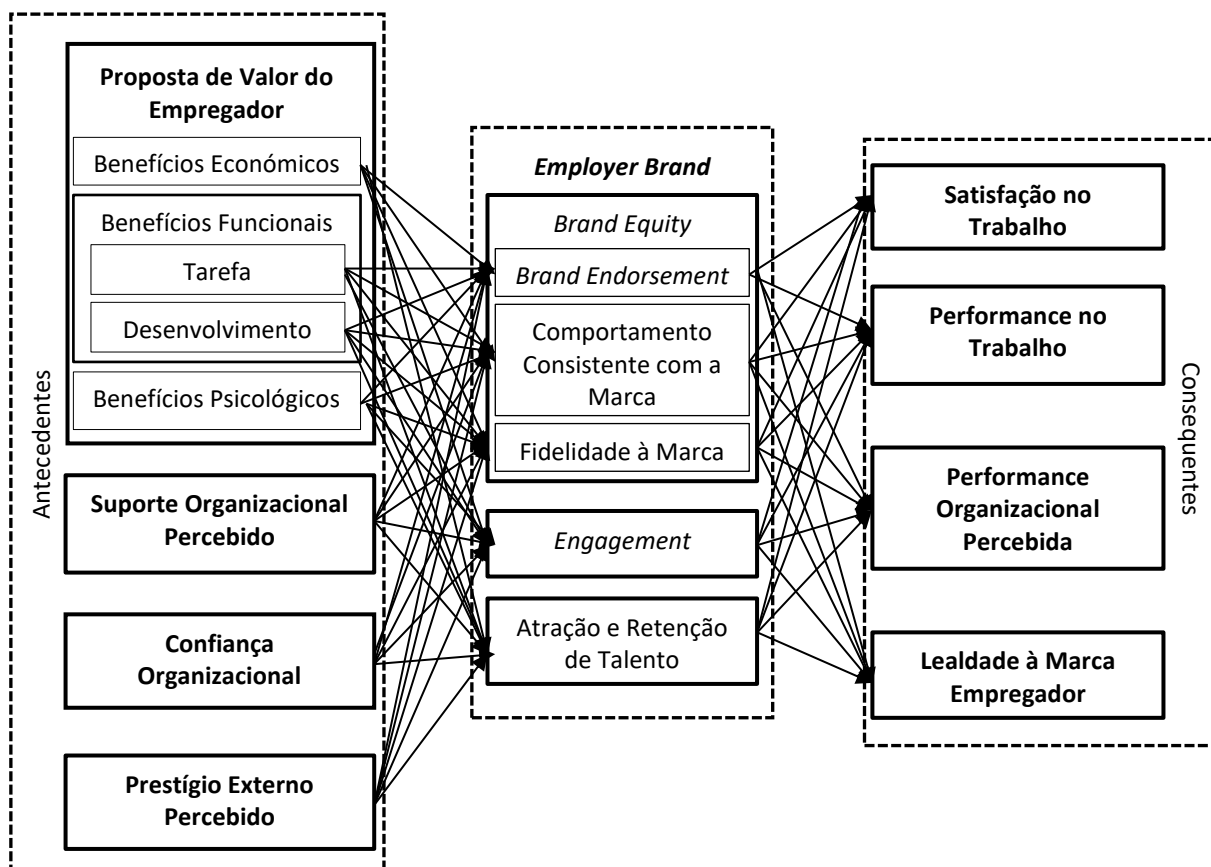 Antecedentes
Proposta de Valor do
Empregador
Benefícios Económicos
Benefícios Funcionais
Tarefa
Desenvolvimento
Benefícios Psicológicos
Suporte Organizacional
Percebido
Confiança
Organizacional
Prestígio Externo
Percebido
Employer Brand
Brand Equity
Brand Endorsement
Comportamento
Consistente com a
Marca
Fidelidade à Marca
Engagement
Atração e Retenção
de Talento
Satisfação no
Trabalho
Performance no
Trabalho
Performance
Organizacional
Percebida
Lealdade à Marca
Empregador
Consequentes